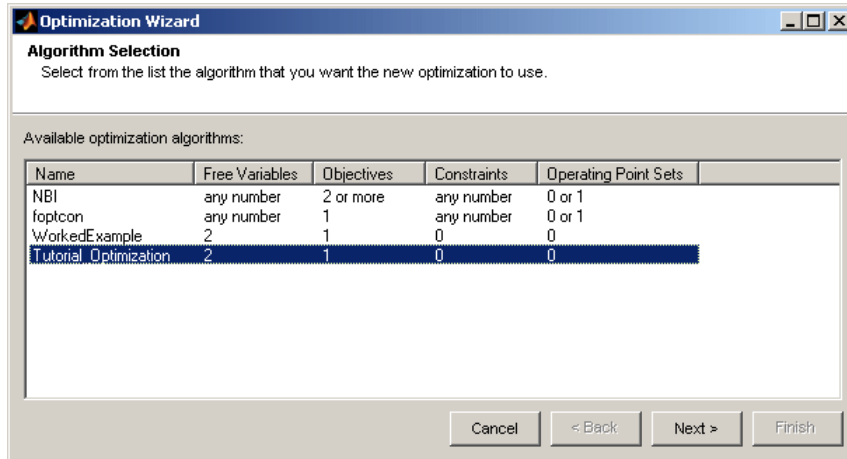 Optimization Wizard
Algorithm Selection
Select from the list the algorithm that you want the new optimization to use.
Available optimization algorithms:
Name Free Variables Objectives Constraints Operating Point Sets
NBI any number 2 or more any number 0 or 1
foptcon any number 1 any number 0 or 1
WorkedExample 2 1 0 0
Tutorial_Optimization 2 1 0 0
Cancel < Back Next > Finish